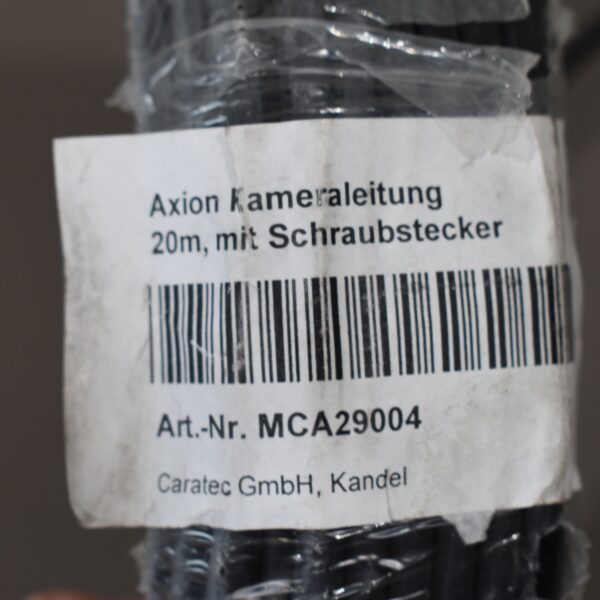 Axion Kameraleitung
20m, mit Schraubstecker
Art.-Nr. MCA29004
Caratec GmbH, Kandel